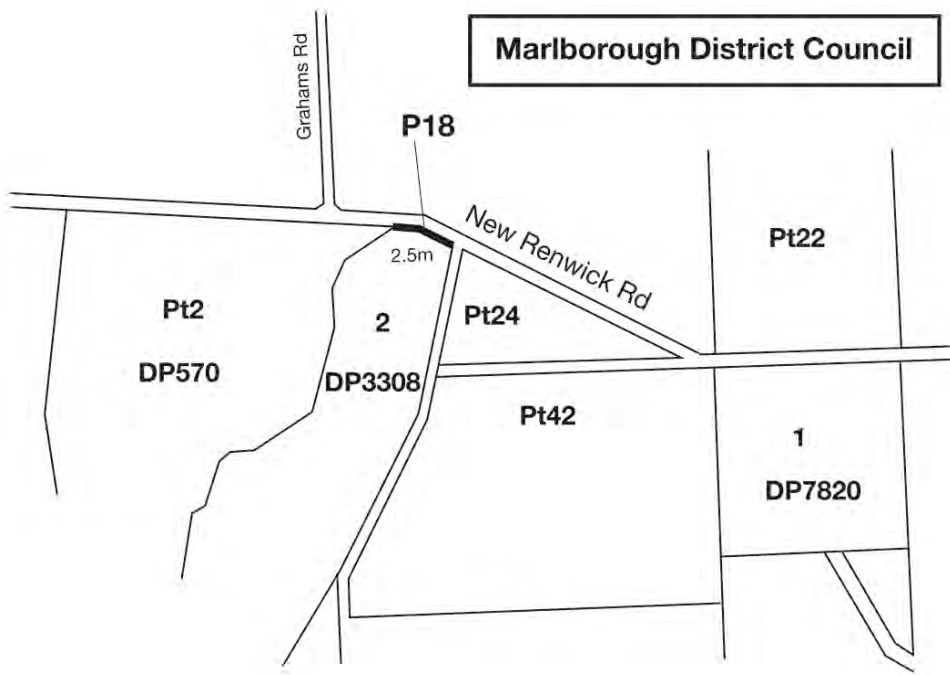 Marlborough District Council
Grahams Rd
P18
New Renwick Rd
2.5m
Pt22
Pt2
DP570
2
DP3308
Pt24
Pt42
1
DP7820